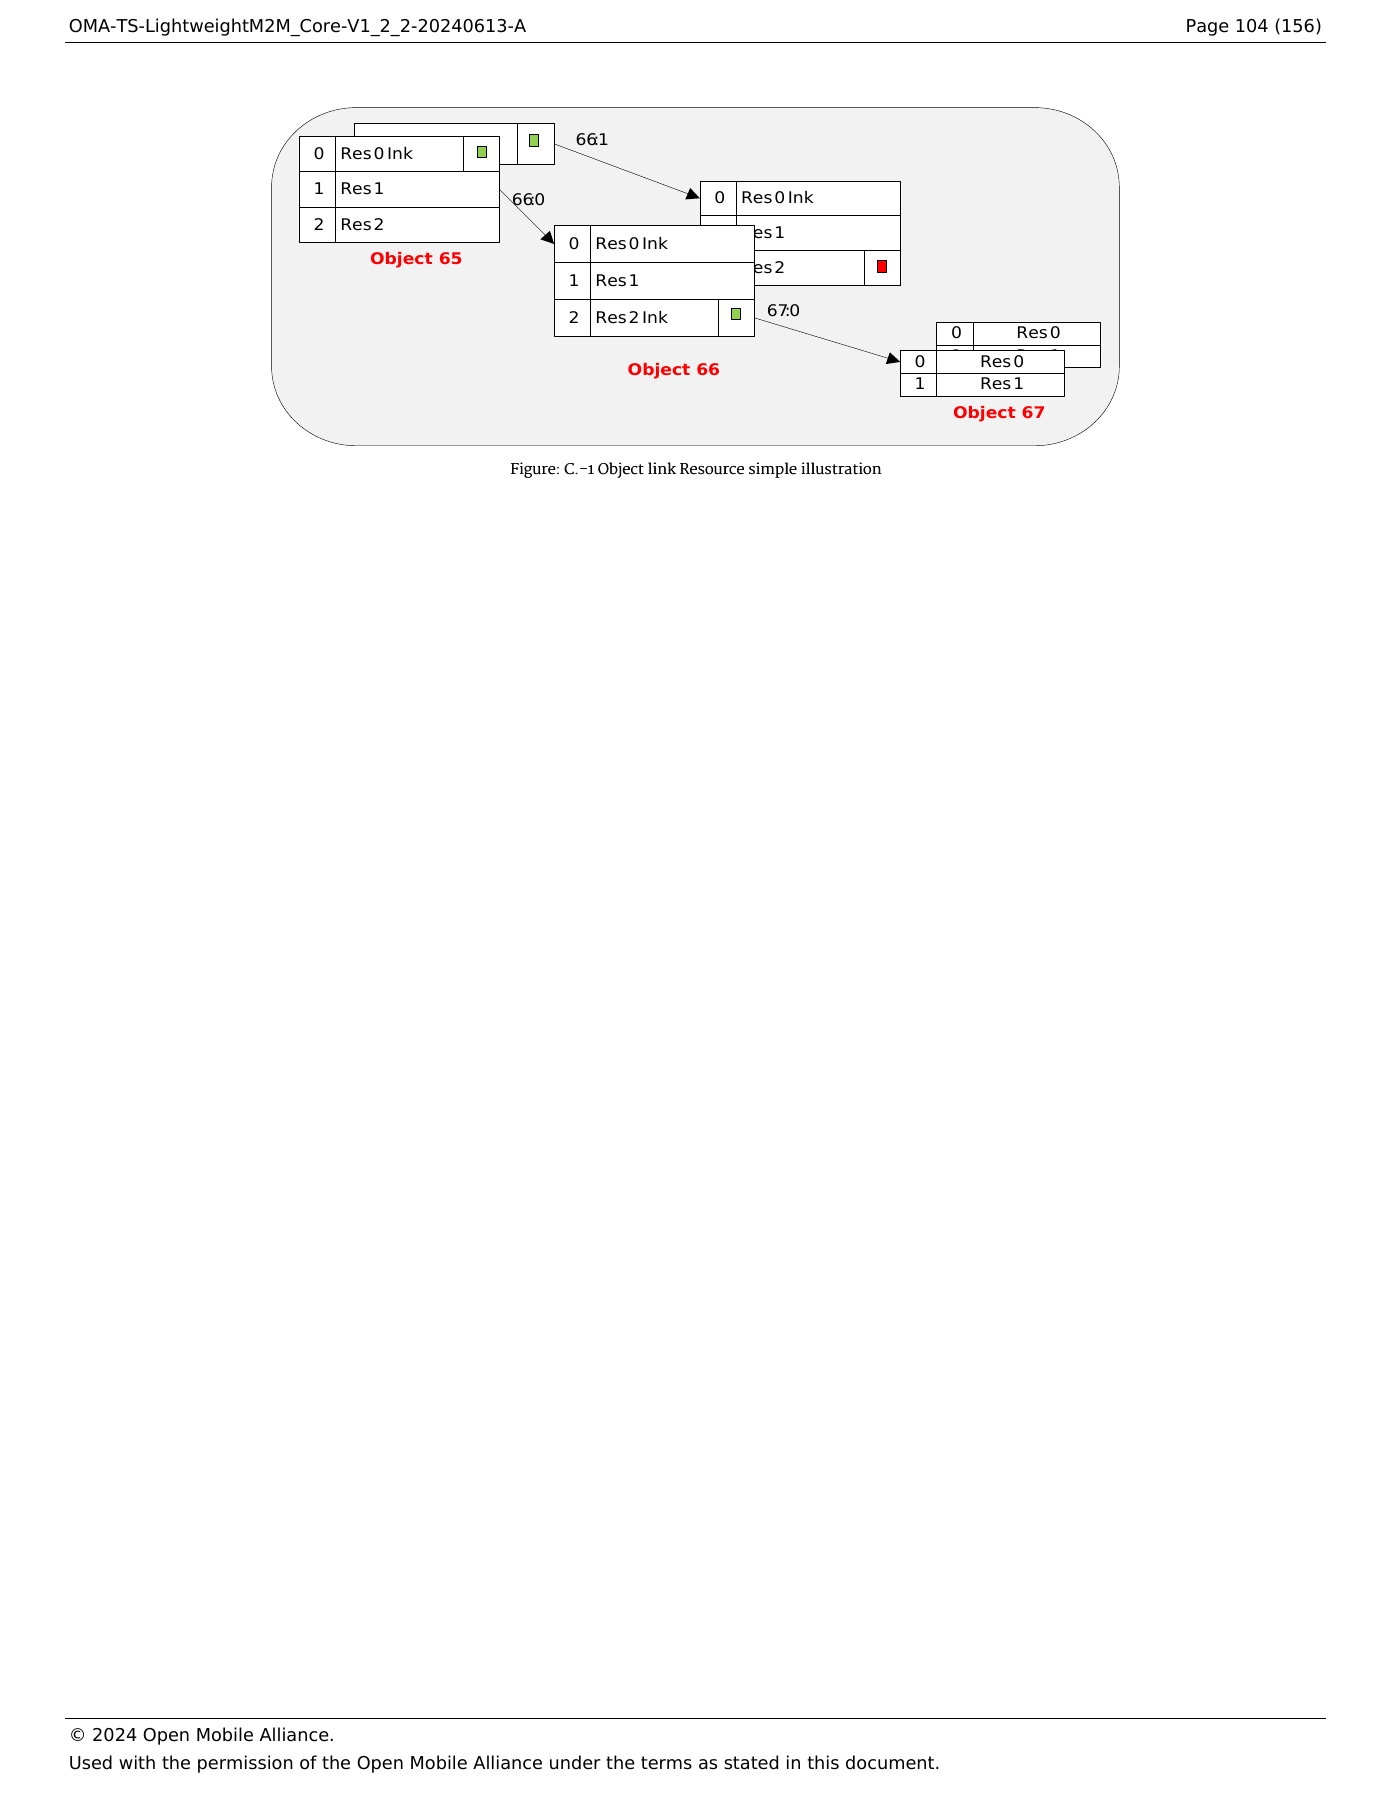 OMA-TS-LightweightM2M_Core-V1_2_2-20240613-A Page 104 (156)
66:1
0 Res 0 lnk
1 Res 1
2 Res 2
Object 65
66:0
0 Res 0 lnk
es 1
es 2
0 Res 0 lnk
1 Res 1
2 Res 2 lnk
Object 66
67:0
0 Res 0
0 Res 0
1 Res 1
Object 67
Figure: C.-1 Object link Resource simple illustration
© 2024 Open Mobile Alliance.
Used with the permission of the Open Mobile Alliance under the terms as stated in this document.